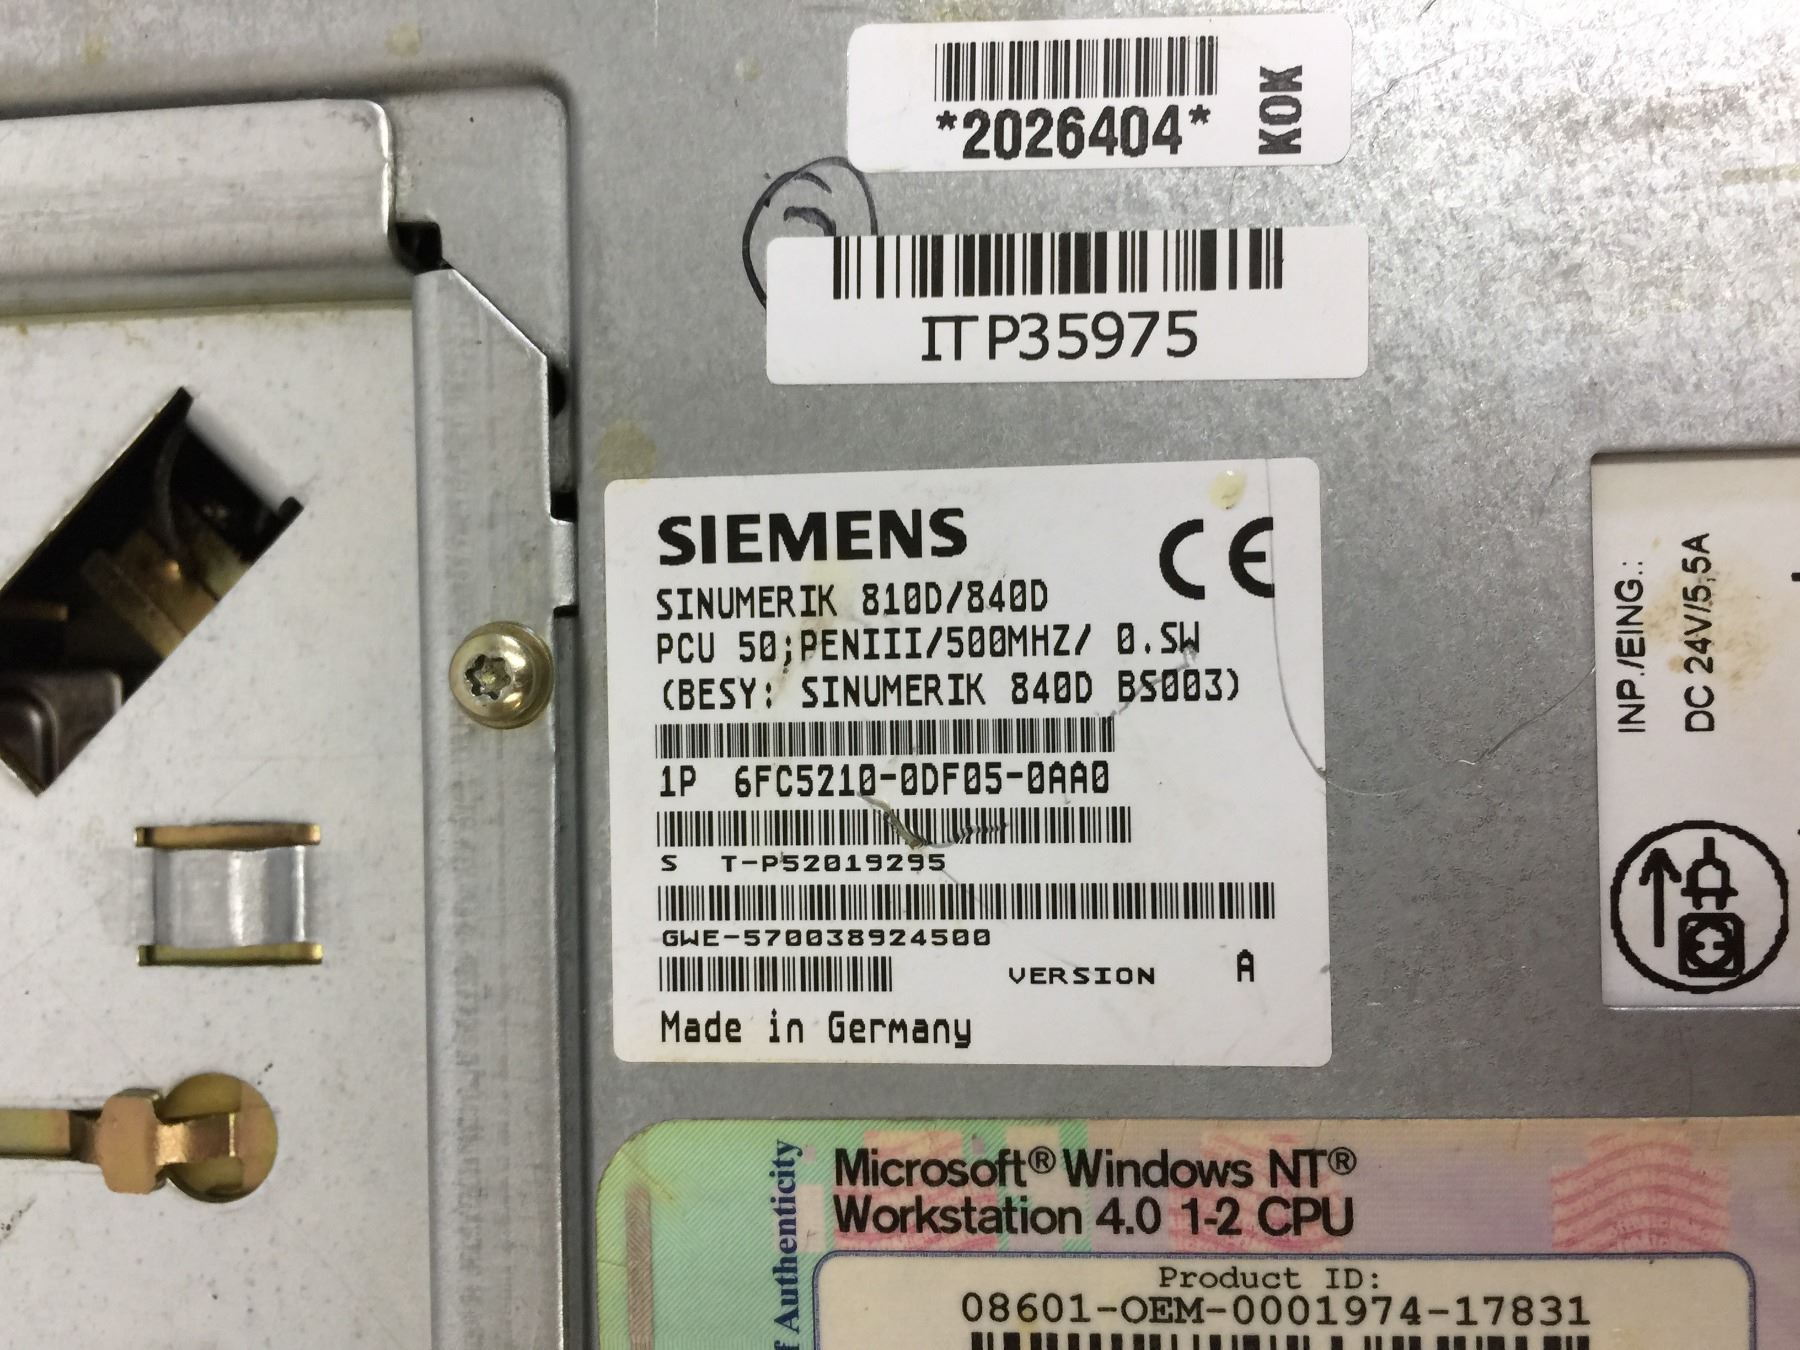 *2026404*
KOK
ITP35975
SIEMENS
CE
SINUMERIK 810D/840D
PCU 50;PENIII/500MHZ/ 0.SW
(BESY: SINUMERIK 840D BS003)
1P 6FC5210-0DF05-0AA0
S T-P52019295
GWE-570038924500
VERSION A
Made in Germany
INP./EING.:
DC 24V/5,5A
Authenticity
Microsoft® Windows NT®
Workstation 4.0 1-2 CPU
Product ID:
08601-OEM-0001974-17831